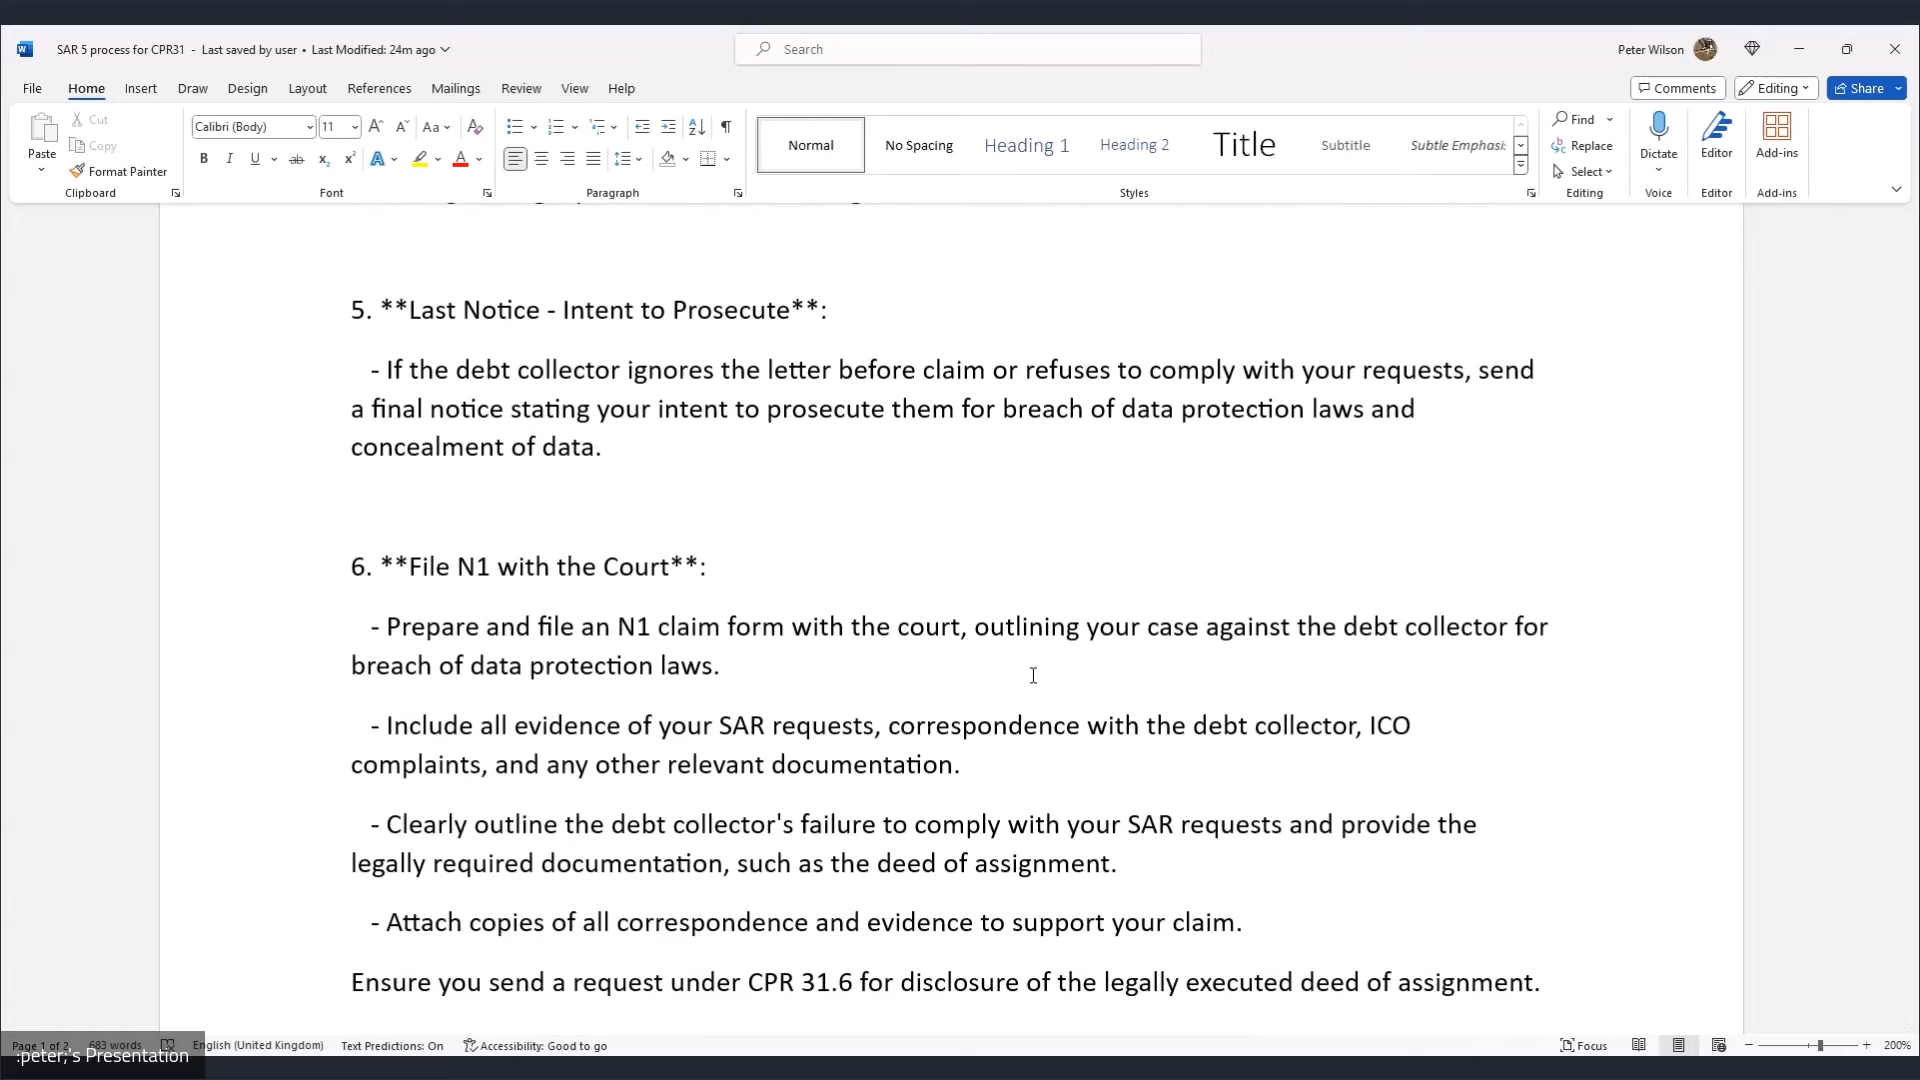 SAR 5 process for CPR31 - Last saved by user • Last Modified: 24m ago
Search
Peter Wilson
File Home Insert Draw Design Layout References Mailings Review View Help
Comments Editing Share
Paste
Cut
Copy
Format Painter
Clipboard
Calibri (Body) 11
Font
Paragraph
Normal No Spacing Heading 1 Heading 2 Title Subtitle Subtle Emphasi
Styles
Find
Replace
Select
Editing
Dictate
Voice
Editor
Editor
Add-ins
Add-ins
5. **Last Notice - Intent to Prosecute**:
- If the debt collector ignores the letter before claim or refuses to comply with your requests, send
a final notice stating your intent to prosecute them for breach of data protection laws and
concealment of data.
6. **File N1 with the Court**:
- Prepare and file an N1 claim form with the court, outlining your case against the debt collector for
breach of data protection laws.
- Include all evidence of your SAR requests, correspondence with the debt collector, ICO
complaints, and any other relevant documentation.
- Clearly outline the debt collector's failure to comply with your SAR requests and provide the
legally required documentation, such as the deed of assignment.
- Attach copies of all correspondence and evidence to support your claim.
Ensure you send a request under CPR 31.6 for disclosure of the legally executed deed of assignment.
Page 1 of 2 683 words English (United Kingdom) Text Predictions: On Accessibility: Good to go Focus 200%
:peter;'s Presentation